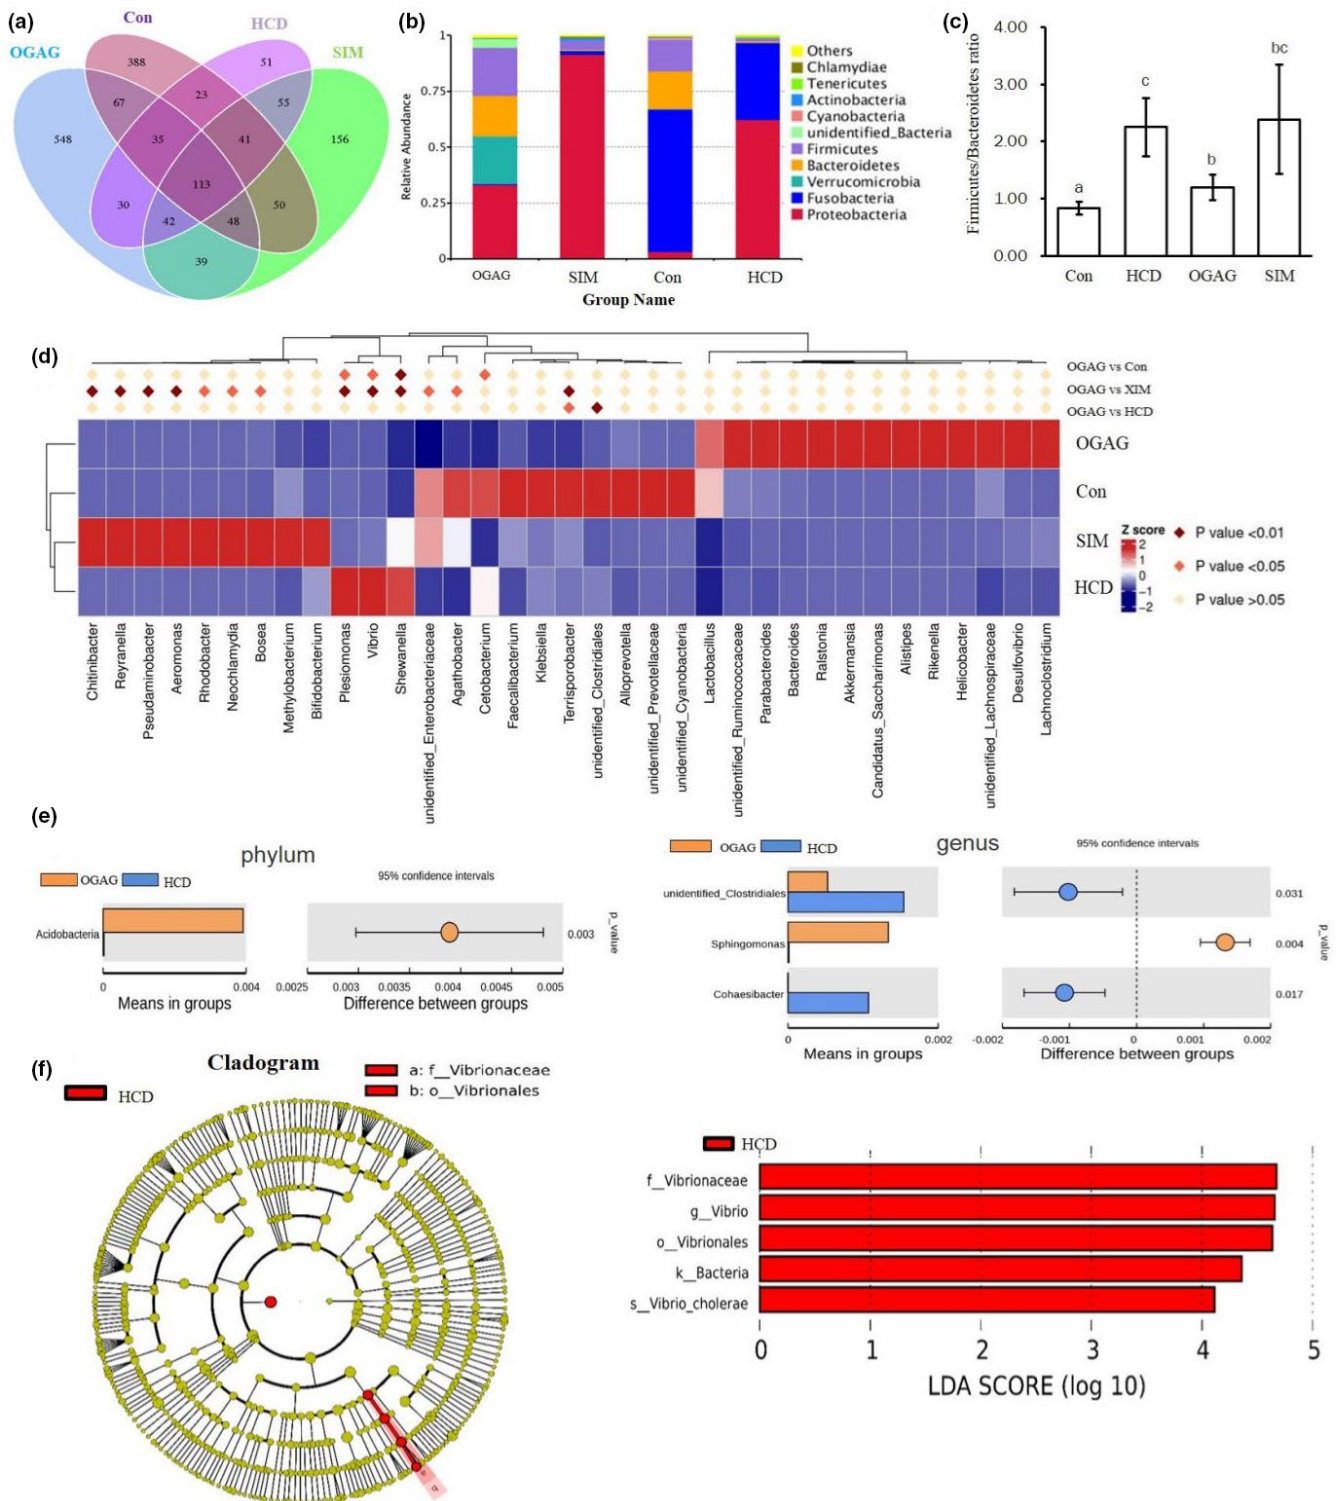 (a)
Con
HCD
OGAG
SIM
388
51
67
23
55
548
35
41
156
113
30
50
42
48
39
(b)
1
0.75
0.5
0.25
0
Relative Abundance
OGAG
SIM
Con
HCD
Group Name
Others
Chlamydiae
Tenericutes
Actinobacteria
Cyanobacteria
unidentified_Bacteria
Firmicutes
Bacteroidetes
Verrucomicrobia
Fusobacteria
Proteobacteria
(c)
Firmicutes/Bacteroidetes ratio
4.00
3.00
2.00
1.00
0.00
a
c
b
bc
Con
HCD
OGAG
SIM
(d)
OGAG vs Con
OGAG vs XIM
OGAG vs HCD
OGAG
Con
SIM
HCD
Z score
2
1
0
-1
-2
P value <0.01
P value <0.05
P value >0.05
Chitinibacter
Reyranella
Pseudaminobacter
Aeromonas
Rhodobacter
Neochlamydia
Bosea
Methylobacterium
Bifidobacterium
Plesiomonas
Vibrio
Shewanella
unidentified_Enterobacteriaceae
Agathobacter
Cetobacterium
Faecalibacterium
Klebsiella
Terrisporobacter
unidentified_Clostridiales
Alloprevotella
unidentified_Prevotellaceae
unidentified_Cyanobacteria
Lactobacillus
unidentified_Ruminococcaceae
Parabacteroides
Bacteroides
Ralstonia
Akkermansia
Candidatus_Saccharimonas
Alistipes
Rikenella
Helicobacter
unidentified_Lachnospiraceae
Desulfovibrio
Lachnoclostridium
(e)
phylum
OGAG
HCD
95% confidence intervals
Acidobacteria
0.003
p_value
0
0.004
0.0025
0.003
0.0035
0.004
0.0045
0.005
Means in groups
Difference between groups
OGAG
HCD
genus
95% confidence intervals
unidentified_Clostridiales
0.031
Sphingomonas
0.004
Cohaesibacter
0.017
p_value
0
0.002
-0.002
-0.001
0
0.001
0.002
Means in groups
Difference between groups
(f)
Cladogram
HCD
a: f__Vibrionaceae
b: o__Vibrionales
a
b
HCD
f__Vibrionaceae
g__Vibrio
o__Vibrionales
k__Bacteria
s__Vibrio_cholerae
0
1
2
3
4
5
LDA SCORE (log 10)